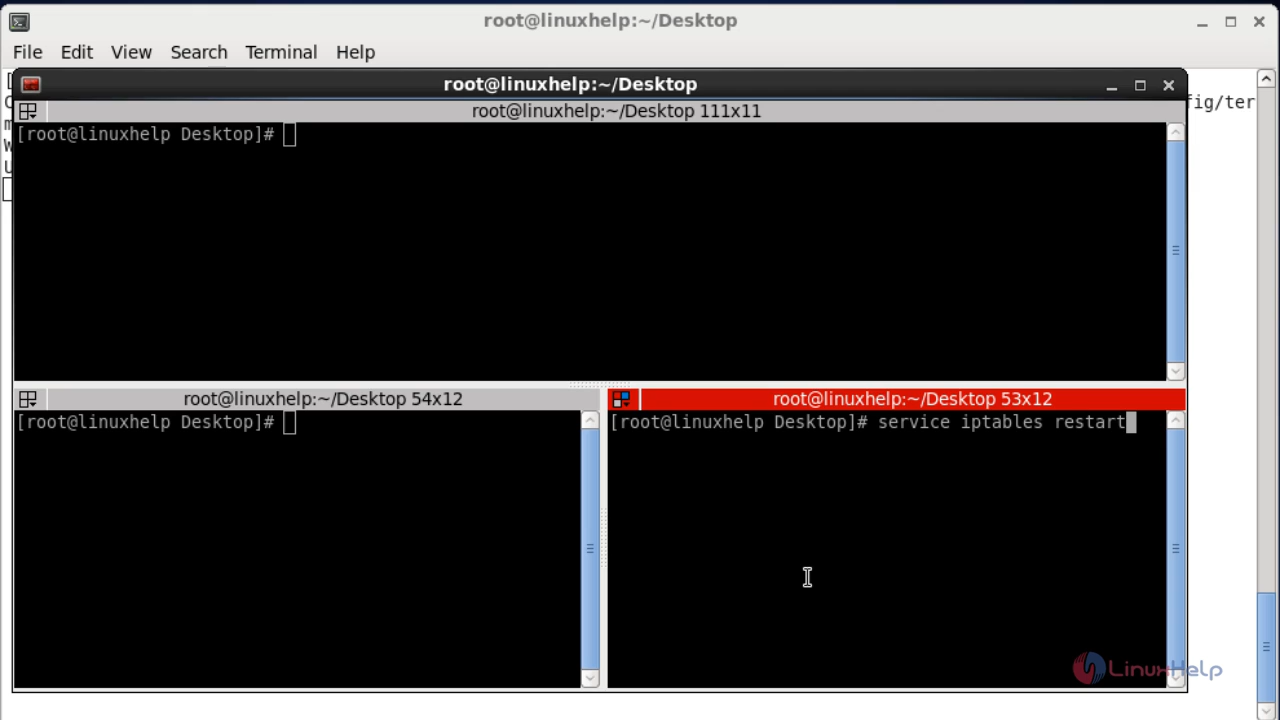 root@linuxhelp:~/Desktop
File Edit View Search Terminal Help
root@linuxhelp:~/Desktop
fig/ter
root@linuxhelp:~/Desktop 111x11
[root@linuxhelp Desktop]#
root@linuxhelp:~/Desktop 54x12
[root@linuxhelp Desktop]#
root@linuxhelp:~/Desktop 53x12
[root@linuxhelp Desktop]# service iptables restart
LinuxHelp